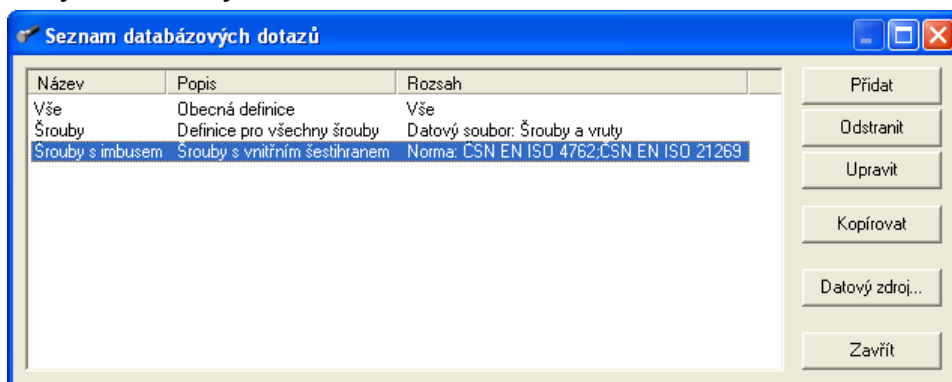 Seznam databázových dotazů
Název Popis Rozsah
Vše Obecná definice Vše
Šrouby Definice pro všechny šrouby Datový soubor: Šrouby a vruty
Šrouby s imbusem Šrouby s vnitřním šestihranem Norma: ČSN EN ISO 4762;ČSN EN ISO 21269
Přidat
Odstranit
Upravit
Kopírovat
Datový zdroj...
Zavřít